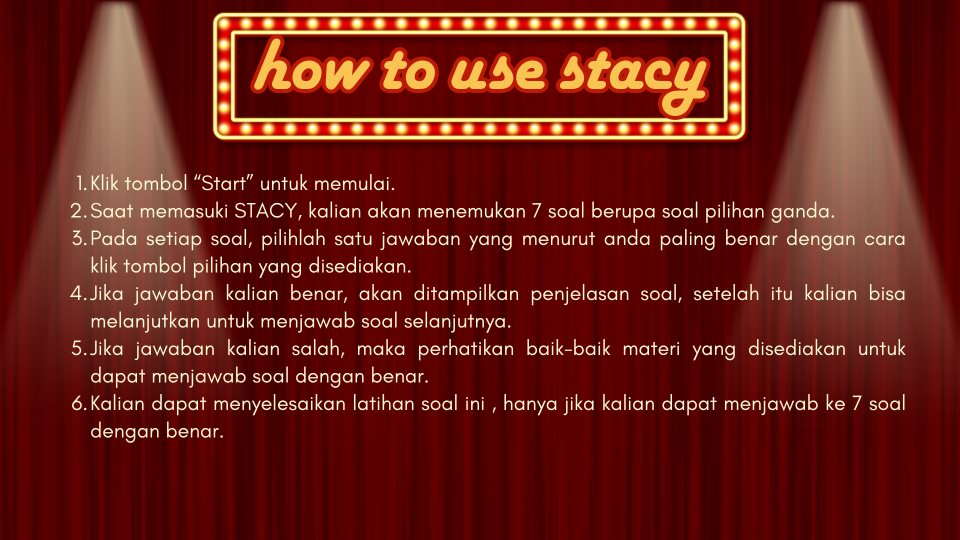 how to use stacy
1. Klik tombol “Start” untuk memulai.
2. Saat memasuki STACY, kalian akan menemukan 7 soal berupa soal pilihan ganda.
3. Pada setiap soal, pilihlah satu jawaban yang menurut anda paling benar dengan cara
klik tombol pilihan yang disediakan.
4. Jika jawaban kalian benar, akan ditampilkan penjelasan soal, setelah itu kalian bisa
melanjutkan untuk menjawab soal selanjutnya.
5. Jika jawaban kalian salah, maka perhatikan baik-baik materi yang disediakan untuk
dapat menjawab soal dengan benar.
6. Kalian dapat menyelesaikan latihan soal ini , hanya jika kalian dapat menjawab ke 7 soal
dengan benar.